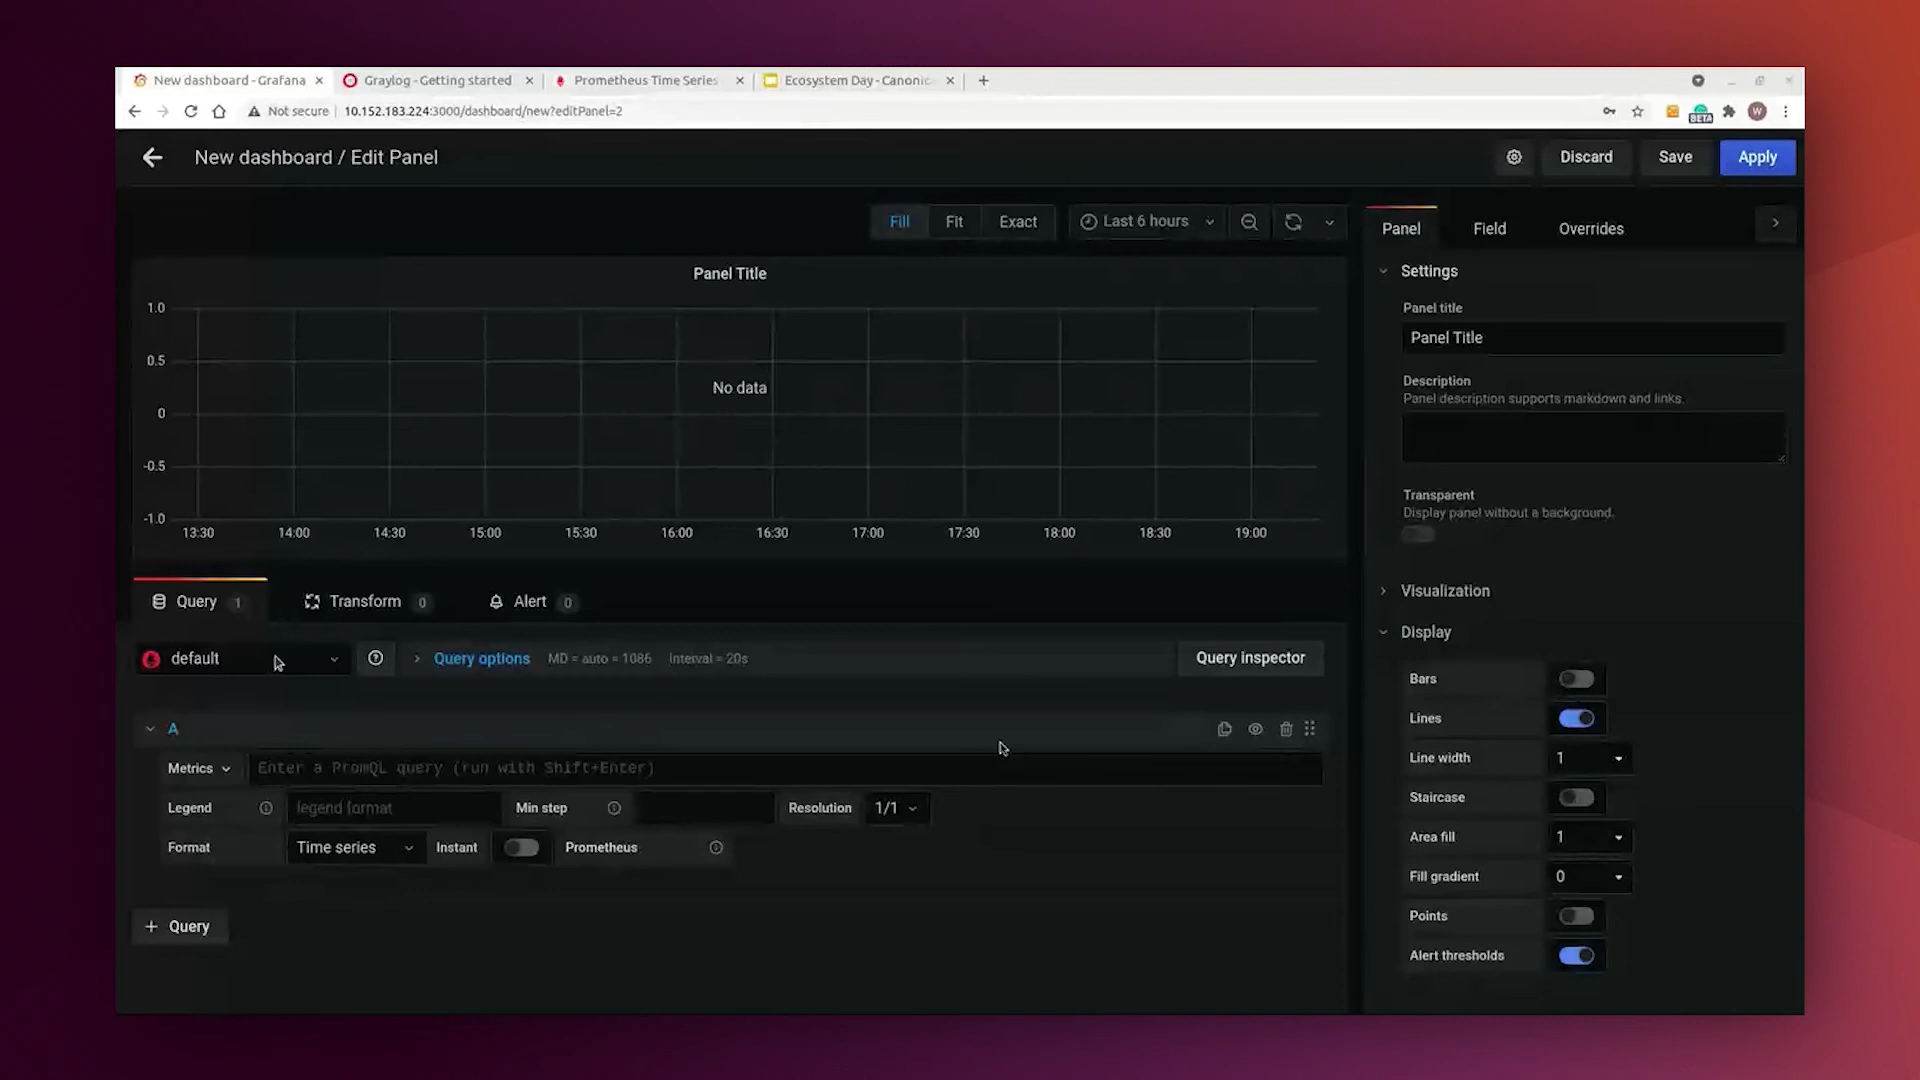 New dashboard - Grafana
Graylog - Getting started
Prometheus Time Series
Ecosystem Day - Canonic
Not secure
10.152.183.224:3000/dashboard/new?editPanel=2
BETA
W
New dashboard / Edit Panel
Discard
Save
Apply
Fill
Fit
Exact
Last 6 hours
Panel Title
1.0
0.5
0
-0.5
-1.0
No data
13:30
14:00
14:30
15:00
15:30
16:00
16:30
17:00
17:30
18:00
18:30
19:00
Query 1
Transform 0
Alert 0
default
Query options
MD = auto = 1086
Interval = 20s
Query inspector
A
Metrics
Enter a PromQL query (run with Shift+Enter)
Legend
legend format
Min step
Resolution
1/1
Format
Time series
Instant
Prometheus
+ Query
Panel
Field
Overrides
Settings
Panel title
Panel Title
Description
Panel description supports markdown and links.
Transparent
Display panel without a background.
Visualization
Display
Bars
Lines
Line width
1
Staircase
Area fill
1
Fill gradient
0
Points
Alert thresholds